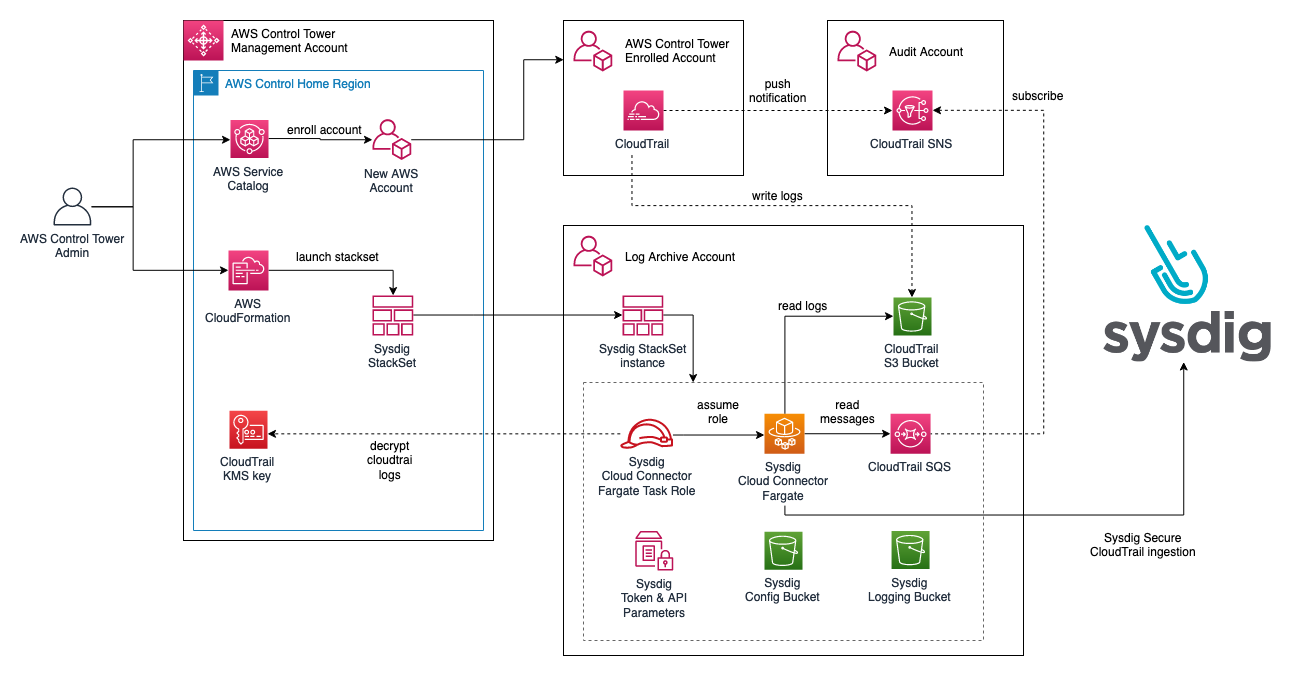 AWS Control Tower
Management Account
AWS Control Home Region
enroll account
AWS Service
Catalog
New AWS
Account
AWS Control Tower
Admin
launch stackset
AWS
CloudFormation
Sysdig
StackSet
CloudTrail
KMS key
decrypt
cloudtrai
logs
AWS Control Tower
Enrolled Account
CloudTrail
push
notification
Audit Account
CloudTrail SNS
subscribe
write logs
Log Archive Account
Sysdig StackSet
instance
read logs
CloudTrail
S3 Bucket
assume
role
read
messages
Sysdig
Cloud Connector
Fargate Task Role
Sysdig
Cloud Connector
Fargate
CloudTrail SQS
Sysdig
Token & API
Parameters
Sysdig
Config Bucket
Sysdig
Logging Bucket
sysdig
Sysdig Secure
CloudTrail ingestion